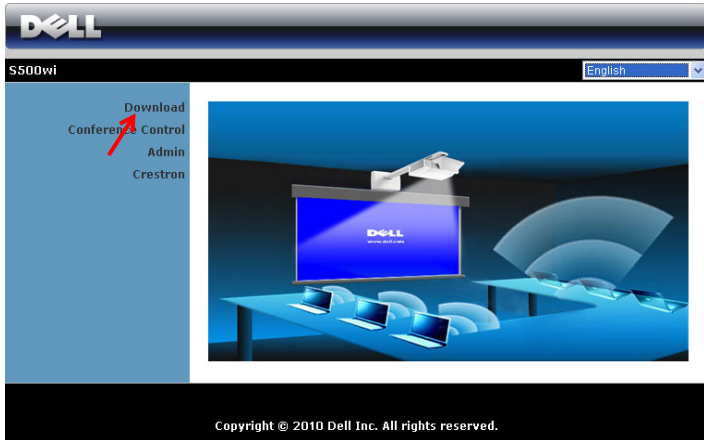 DELL
S500wi
English
Download
Conference Control
Admin
Crestron
DELL
www.dell.com
Copyright © 2010 Dell Inc. All rights reserved.